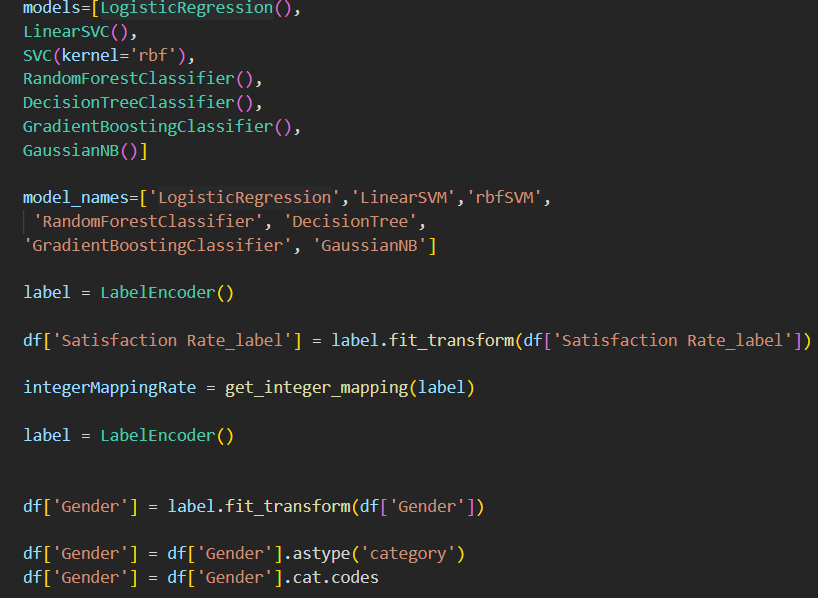 models=[LogisticRegression(),
LinearSVC(),
SVC(kernel='rbf'),
RandomForestClassifier(),
DecisionTreeClassifier(),
GradientBoostingClassifier(),
GaussianNB()]
model_names=['LogisticRegression','LinearSVM','rbfSVM',
'RandomForestClassifier', 'DecisionTree',
'GradientBoostingClassifier', 'GaussianNB']
label = LabelEncoder()
df['Satisfaction Rate_label'] = label.fit_transform(df['Satisfaction Rate_label'])
integerMappingRate = get_integer_mapping(label)
label = LabelEncoder()
df['Gender'] = label.fit_transform(df['Gender'])
df['Gender'] = df['Gender'].astype('category')
df['Gender'] = df['Gender'].cat.codes